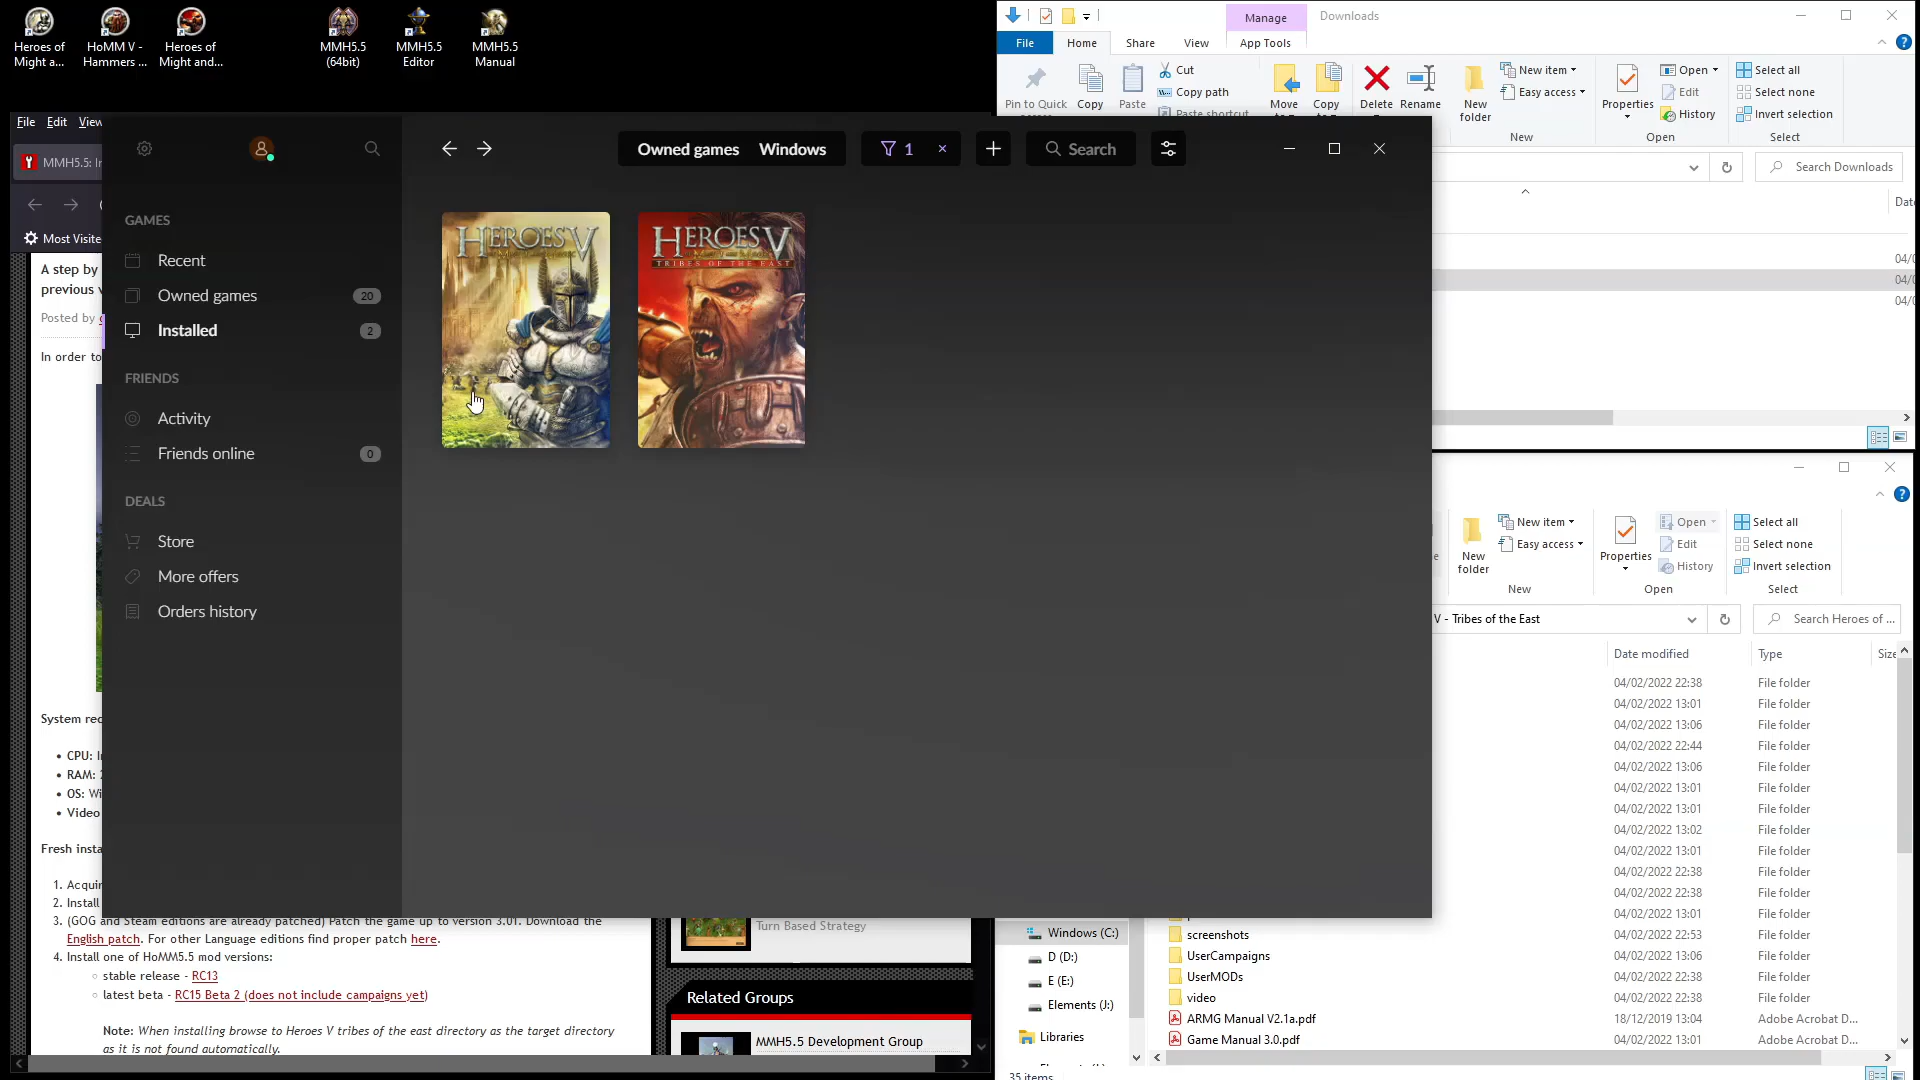 Heroes of Might a...
HoMM V - Hammers ...
Heroes of Might and...
MMH5.5 (64bit)
MMH5.5 Editor
MMH5.5 Manual
Manage
Downloads
File
Home
Share
View
App Tools
Pin to Quick
Copy
Paste
Cut
Copy path
Paste shortcut
Move
Copy
Delete
Rename
New folder
New item
Easy access
New
Properties
Open
Edit
History
Open
Select all
Select none
Invert selection
Select
Search Downloads
04/0
04/0
04/0
File Edit View
MMH5.5: I
Most Visite
A step by
previous v
Posted by
In order to
System rec
CPU: I
RAM: 2
OS: Wi
Video
Fresh insta
1. Acquir
2. Install
3. (GOG and Steam editions are already patched) Patch the game up to version 3.01. Download the
English patch. For other Language editions find proper patch here.
4. Install one of HoMM5.5 mod versions:
stable release - RC13
latest beta - RC15 Beta 2 (does not include campaigns yet)
Note: When installing browse to Heroes V tribes of the east directory as the target directory
as it is not found automatically.
Turn Based Strategy
Related Groups
MMH5.5 Development Group
GAMES
Recent
Owned games 20
Installed 2
FRIENDS
Activity
Friends online 0
DEALS
Store
More offers
Orders history
Owned games Windows
1
Search
HEROES V
HEROES V
TRIBES OF THE EAST
New folder
New item
Easy access
New
Properties
Open
Edit
History
Open
Select all
Select none
Invert selection
Select
V - Tribes of the East
Search Heroes of ...
Date modified Type Size
04/02/2022 22:38 File folder
04/02/2022 13:01 File folder
04/02/2022 13:06 File folder
04/02/2022 22:44 File folder
04/02/2022 13:06 File folder
04/02/2022 13:01 File folder
04/02/2022 13:01 File folder
04/02/2022 13:02 File folder
04/02/2022 13:01 File folder
04/02/2022 22:38 File folder
04/02/2022 22:38 File folder
04/02/2022 13:01 File folder
screenshots 04/02/2022 22:53 File folder
UserCampaigns 04/02/2022 13:06 File folder
UserMODs 04/02/2022 22:38 File folder
video 04/02/2022 22:38 File folder
ARMG Manual V2.1a.pdf 18/12/2019 13:04 Adobe Acrobat D...
Game Manual 3.0.pdf 04/02/2022 13:01 Adobe Acrobat D...
Windows (C:)
D (D:)
E (E:)
Elements (J:)
Libraries
35 items